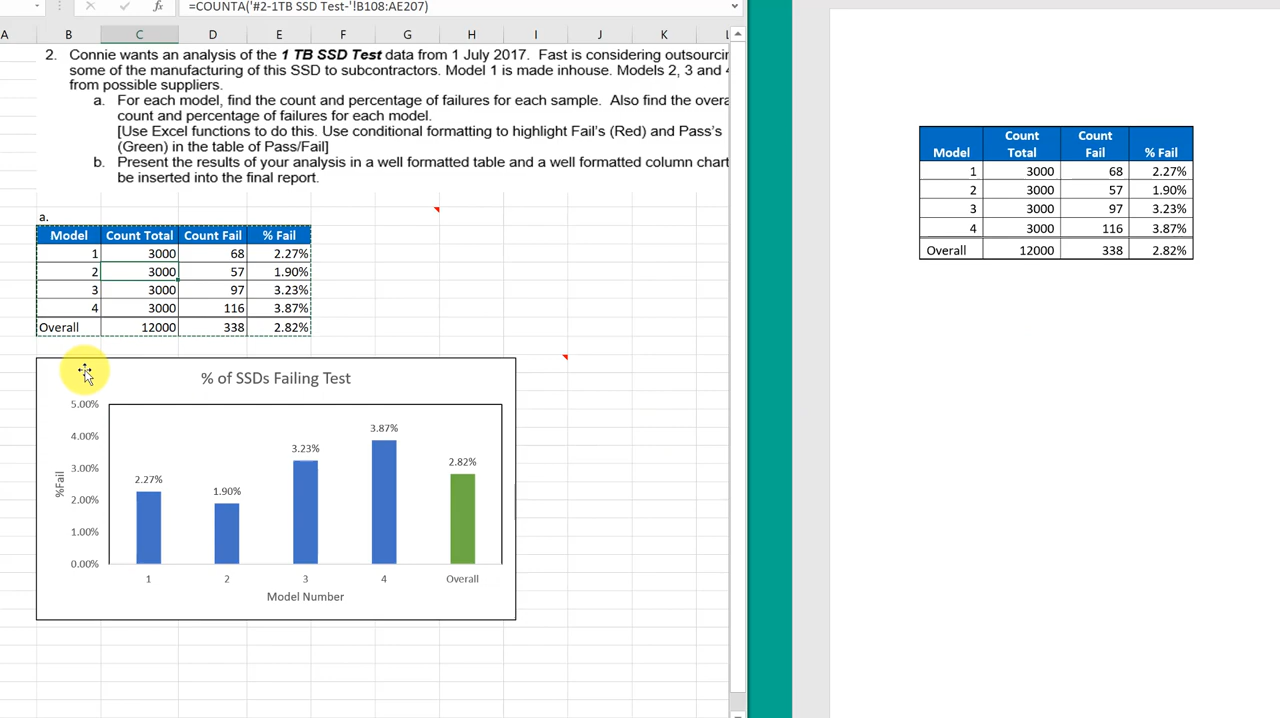 fx =COUNTA('#2-1TB SSD Test-'!B108:AE207)
A B C D E F G H I J K L
2. Connie wants an analysis of the 1 TB SSD Test data from 1 July 2017. Fast is considering outsourcin
some of the manufacturing of this SSD to subcontractors. Model 1 is made inhouse. Models 2, 3 and 4
from possible suppliers.
a. For each model, find the count and percentage of failures for each sample. Also find the overa
count and percentage of failures for each model.
[Use Excel functions to do this. Use conditional formatting to highlight Fail's (Red) and Pass's
(Green) in the table of Pass/Fail]
b. Present the results of your analysis in a well formatted table and a well formatted column chart
be inserted into the final report.
a.
Model Count Total Count Fail % Fail
1 3000 68 2.27%
2 3000 57 1.90%
3 3000 97 3.23%
4 3000 116 3.87%
Overall 12000 338 2.82%
% of SSDs Failing Test
%Fail
5.00%
4.00%
3.00%
2.00%
1.00%
0.00%
2.27%
1.90%
3.23%
3.87%
2.82%
1 2 3 4 Overall
Model Number
Count Count
Model Total Fail % Fail
1 3000 68 2.27%
2 3000 57 1.90%
3 3000 97 3.23%
4 3000 116 3.87%
Overall 12000 338 2.82%